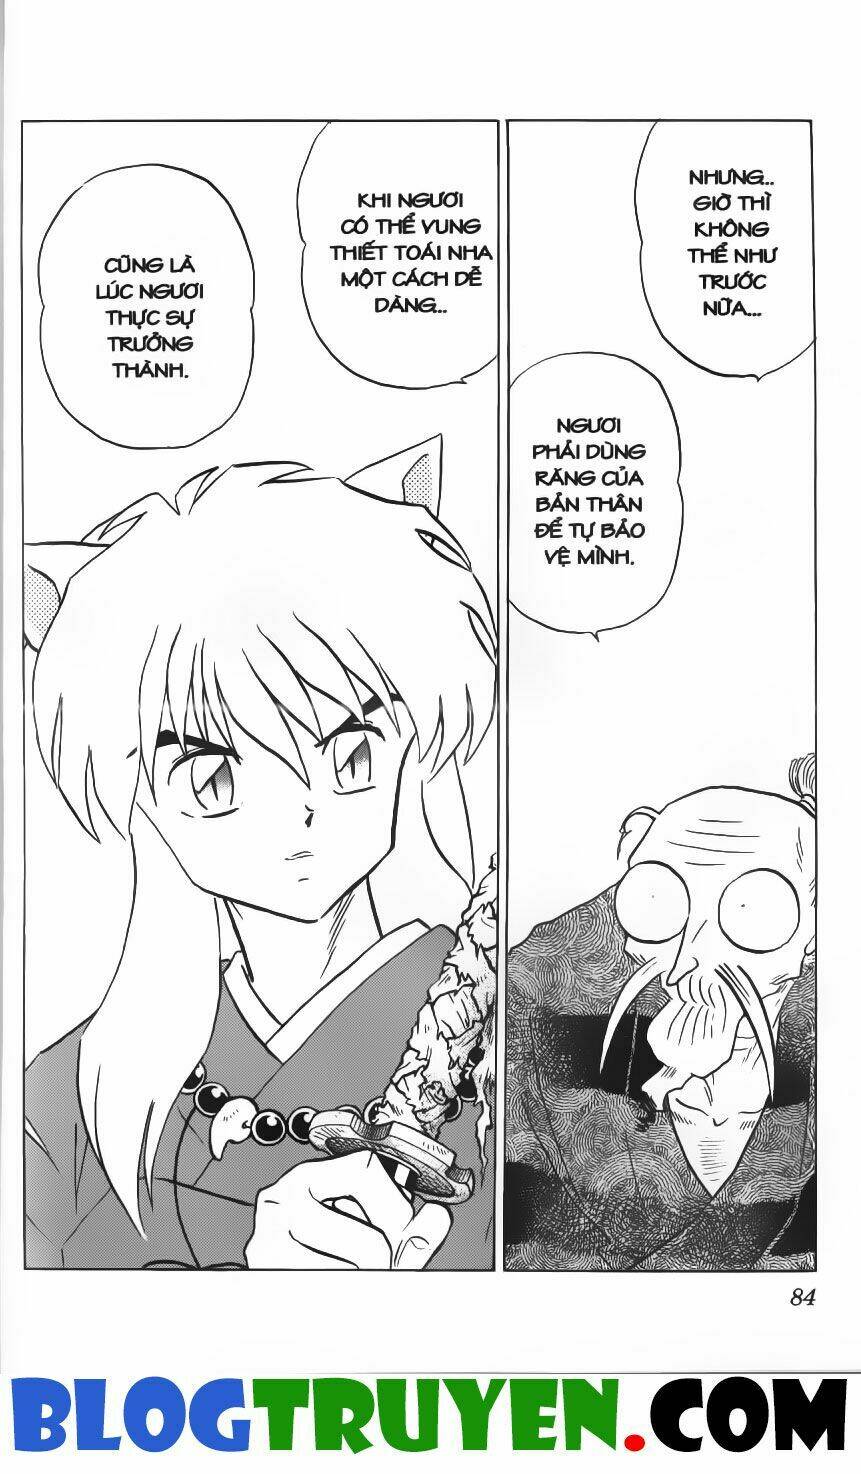 NHƯNG...
GIỜ THÌ
KHÔNG
THỂ NHƯ
TRƯỚC
NỮA...
NGƯƠI
PHẢI DÙNG
RĂNG CỦA
BẢN THÂN
ĐỂ TỰ BẢO
VỆ MÌNH.
KHI NGƯƠI
CÓ THỂ VUNG
THIẾT TOÁI NHA
MỘT CÁCH DỄ
DÀNG...
CŨNG LÀ
LÚC NGƯƠI
THỰC SỰ
TRƯỞNG
THÀNH.
84
BLOGTRUYEN.COM